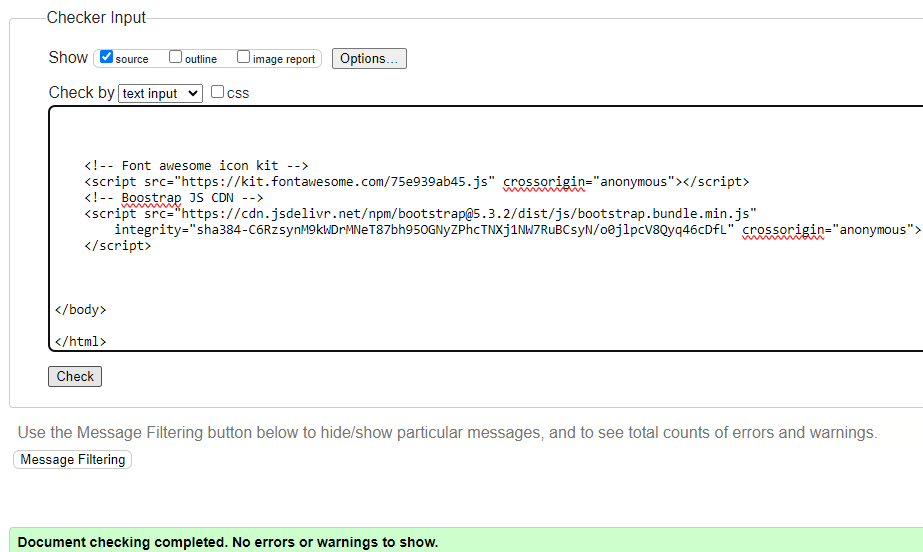 Checker Input
Show source outline image report Options...
Check by text input css
<!-- Font awesome icon kit -->
<script src="https://kit.fontawesome.com/75e939ab45.js" crossorigin="anonymous"></script>
<!-- Boostrap JS CDN -->
<script src="https://cdn.jsdelivr.net/npm/bootstrap@5.3.2/dist/js/bootstrap.bundle.min.js"
integrity="sha384-C6RzsynM9kWDrMNeT87bh95OGNyZPhcTNXj1NW7RuBCsyN/o0jlpcV8Qyq46cDfL" crossorigin="anonymous">
</script>
</body>
</html>
Check
Use the Message Filtering button below to hide/show particular messages, and to see total counts of errors and warnings.
Message Filtering
Document checking completed. No errors or warnings to show.